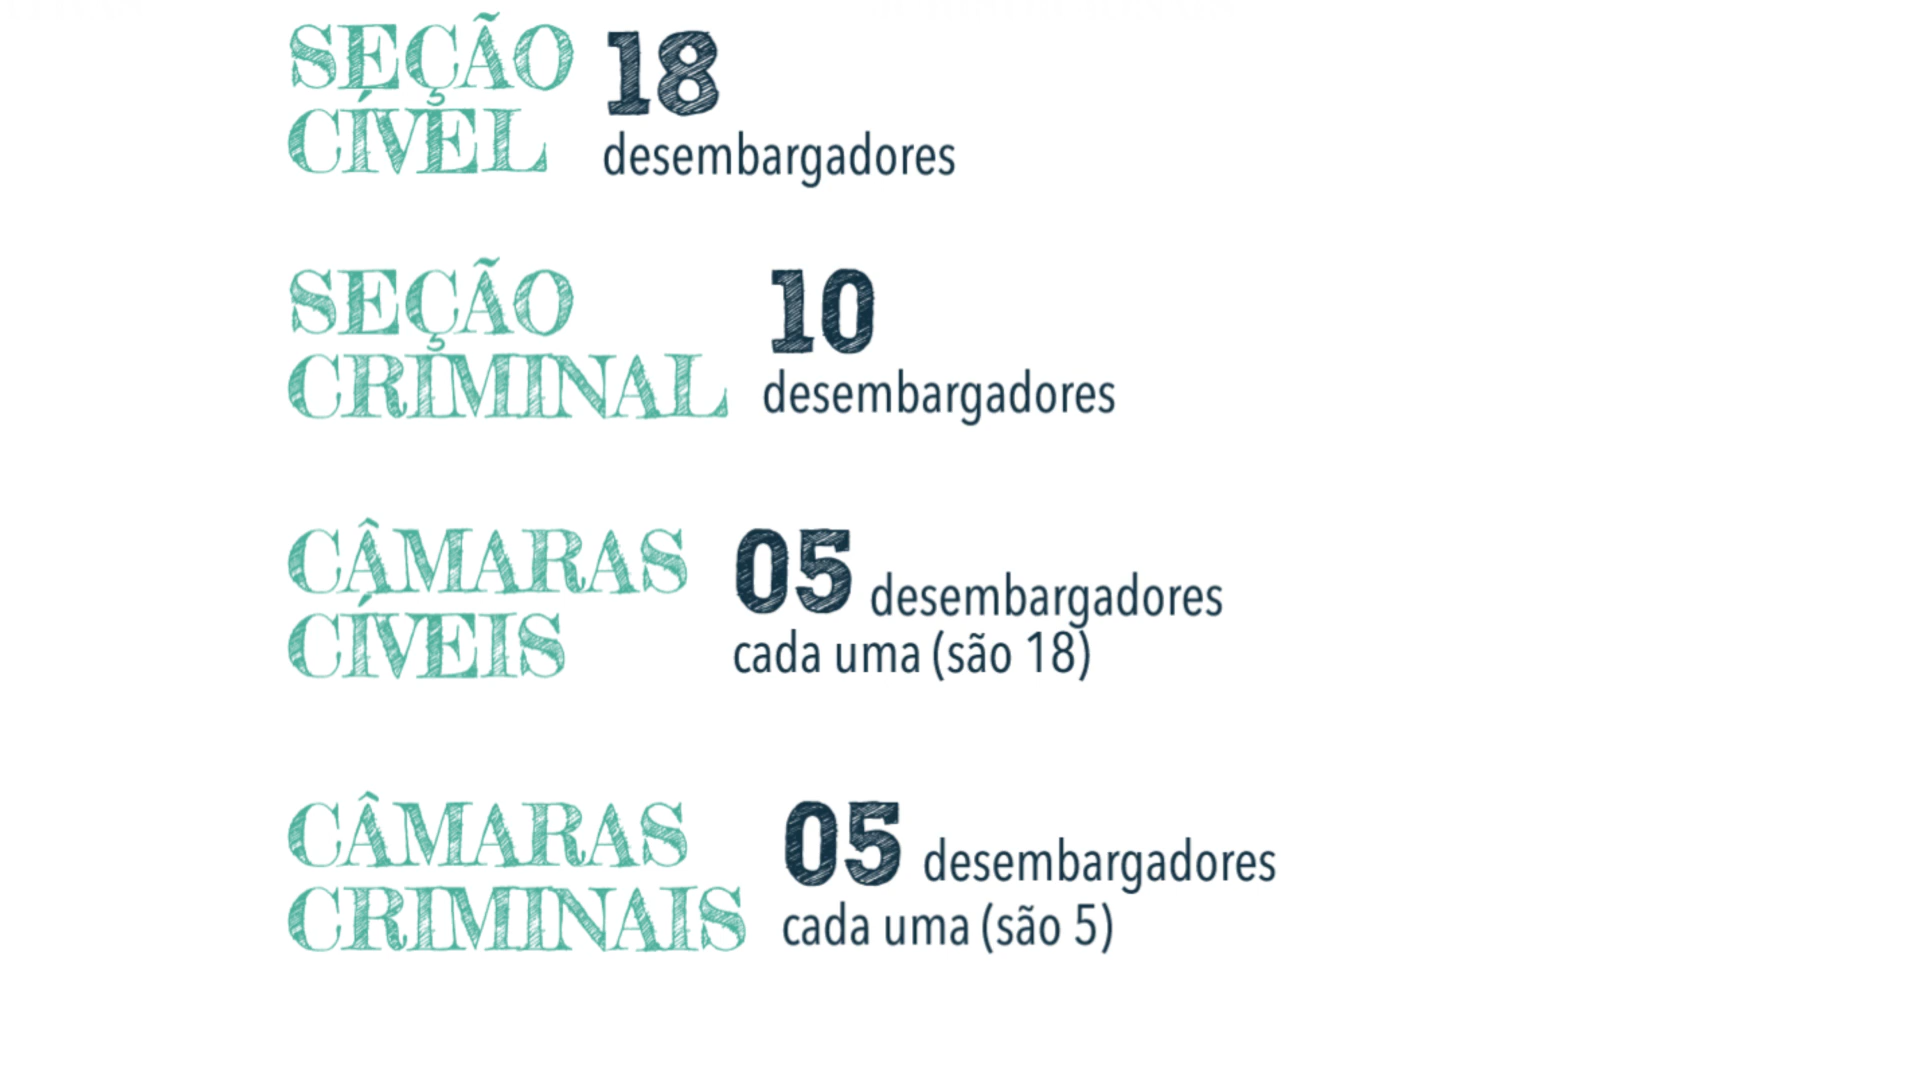 SEÇÃO
CÍVEL
18
desembargadores
SEÇÃO
CRIMINAL
10
desembargadores
CÂMARAS
CÍVEIS
05 desembargadores
cada uma (são 18)
CÂMARAS
CRIMINAIS
05 desembargadores
cada uma (são 5)